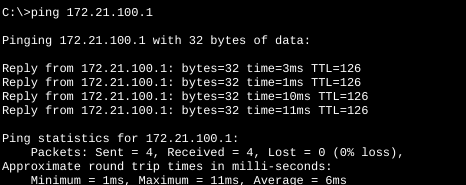 C:\>ping 172.21.100.1
Pinging 172.21.100.1 with 32 bytes of data:
Reply from 172.21.100.1: bytes=32 time=3ms TTL=126
Reply from 172.21.100.1: bytes=32 time=1ms TTL=126
Reply from 172.21.100.1: bytes=32 time=10ms TTL=126
Reply from 172.21.100.1: bytes=32 time=11ms TTL=126
Ping statistics for 172.21.100.1:
Packets: Sent = 4, Received = 4, Lost = 0 (0% loss),
Approximate round trip times in milli-seconds:
Minimum = 1ms, Maximum = 11ms, Average = 6ms